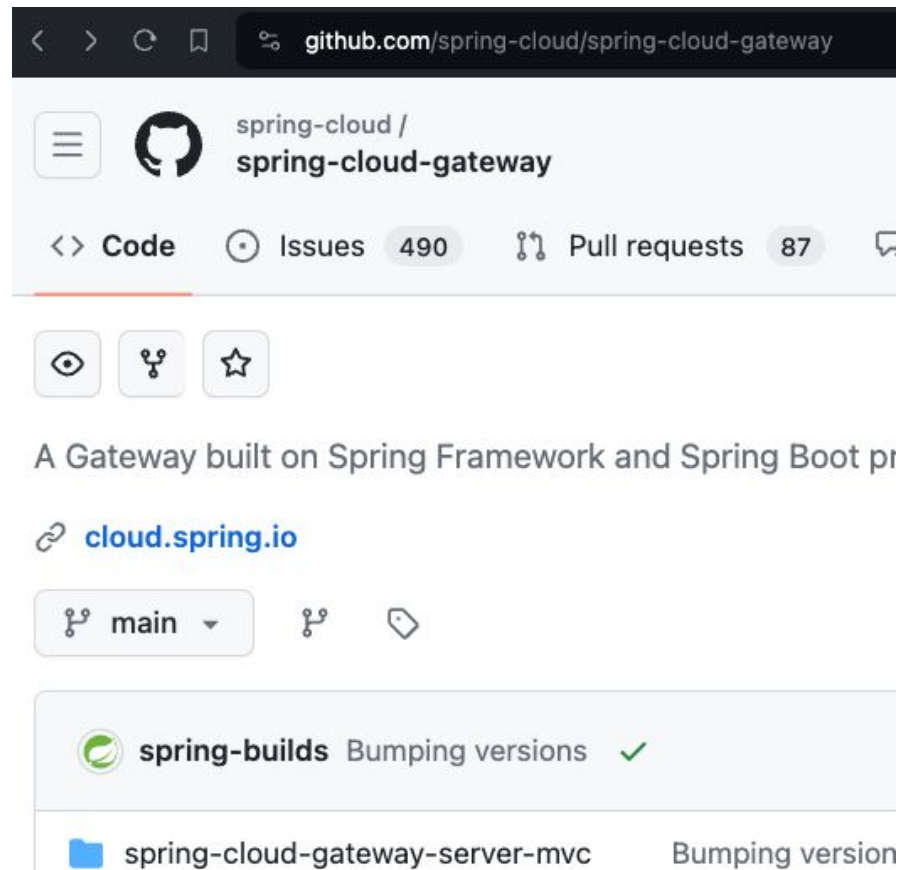 github.com/spring-cloud/spring-cloud-gateway
spring-cloud /
spring-cloud-gateway
<> Code Issues 490 Pull requests 87
A Gateway built on Spring Framework and Spring Boot pr
cloud.spring.io
main
spring-builds Bumping versions
spring-cloud-gateway-server-mvc Bumping version